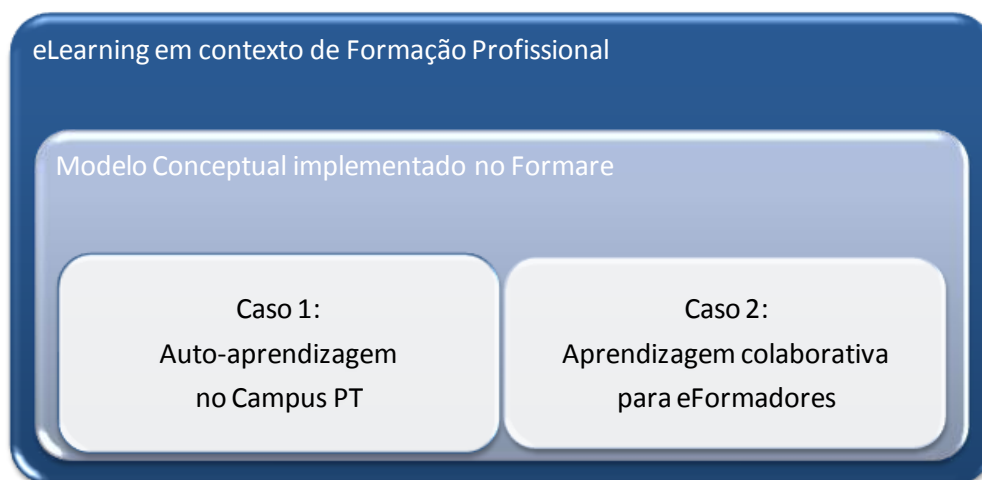 eLearning em contexto de Formação Profissional
Modelo Conceptual implementado no Formare
Caso 1:
Auto-aprendizagem
no Campus PT
Caso 2:
Aprendizagem colaborativa
para eFormadores